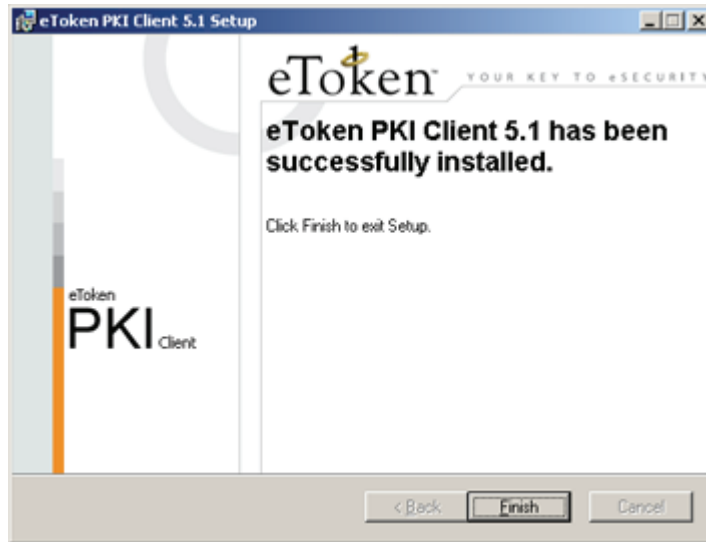 eToken PKI Client 5.1 Setup
eToken™ YOUR KEY TO eSECURITY
eToken PKI Client 5.1 has been
successfully installed.
Click Finish to exit Setup.
eToken
PKI Client
< Back
Finish
Cancel